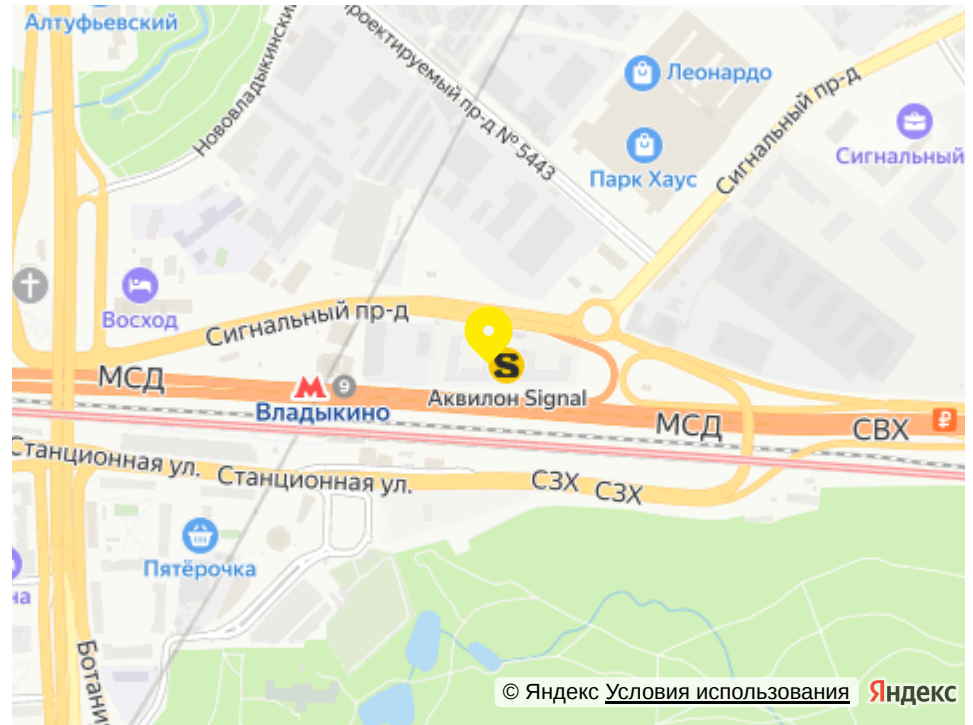 Алтуфьевский
Нововладыкинский
Проектируемый пр-д № 5443
Леонардо
Парк Хаус
Сигнальный пр-д
Сигнальный
Восход
Сигнальный пр-д
S
МСД
9
Владыкино
Аквилон Signal
МСД
СВХ
₽
Станционная ул.
Станционная ул.
СЗХ
СЗХ
Пятёрочка
на
Ботани
© Яндекс Условия использования
Яндекс